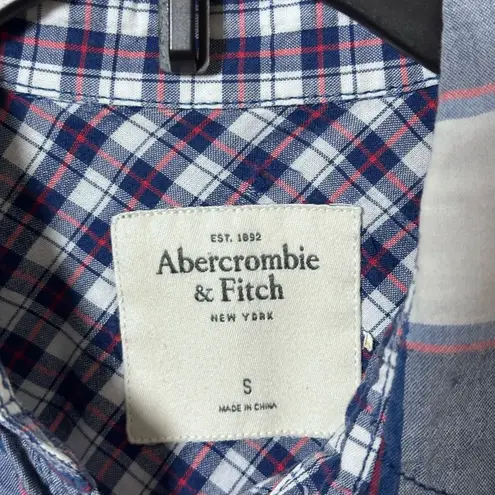 EST. 1892
Abercrombie
& Fitch
NEW YORK
S
MADE IN CHINA